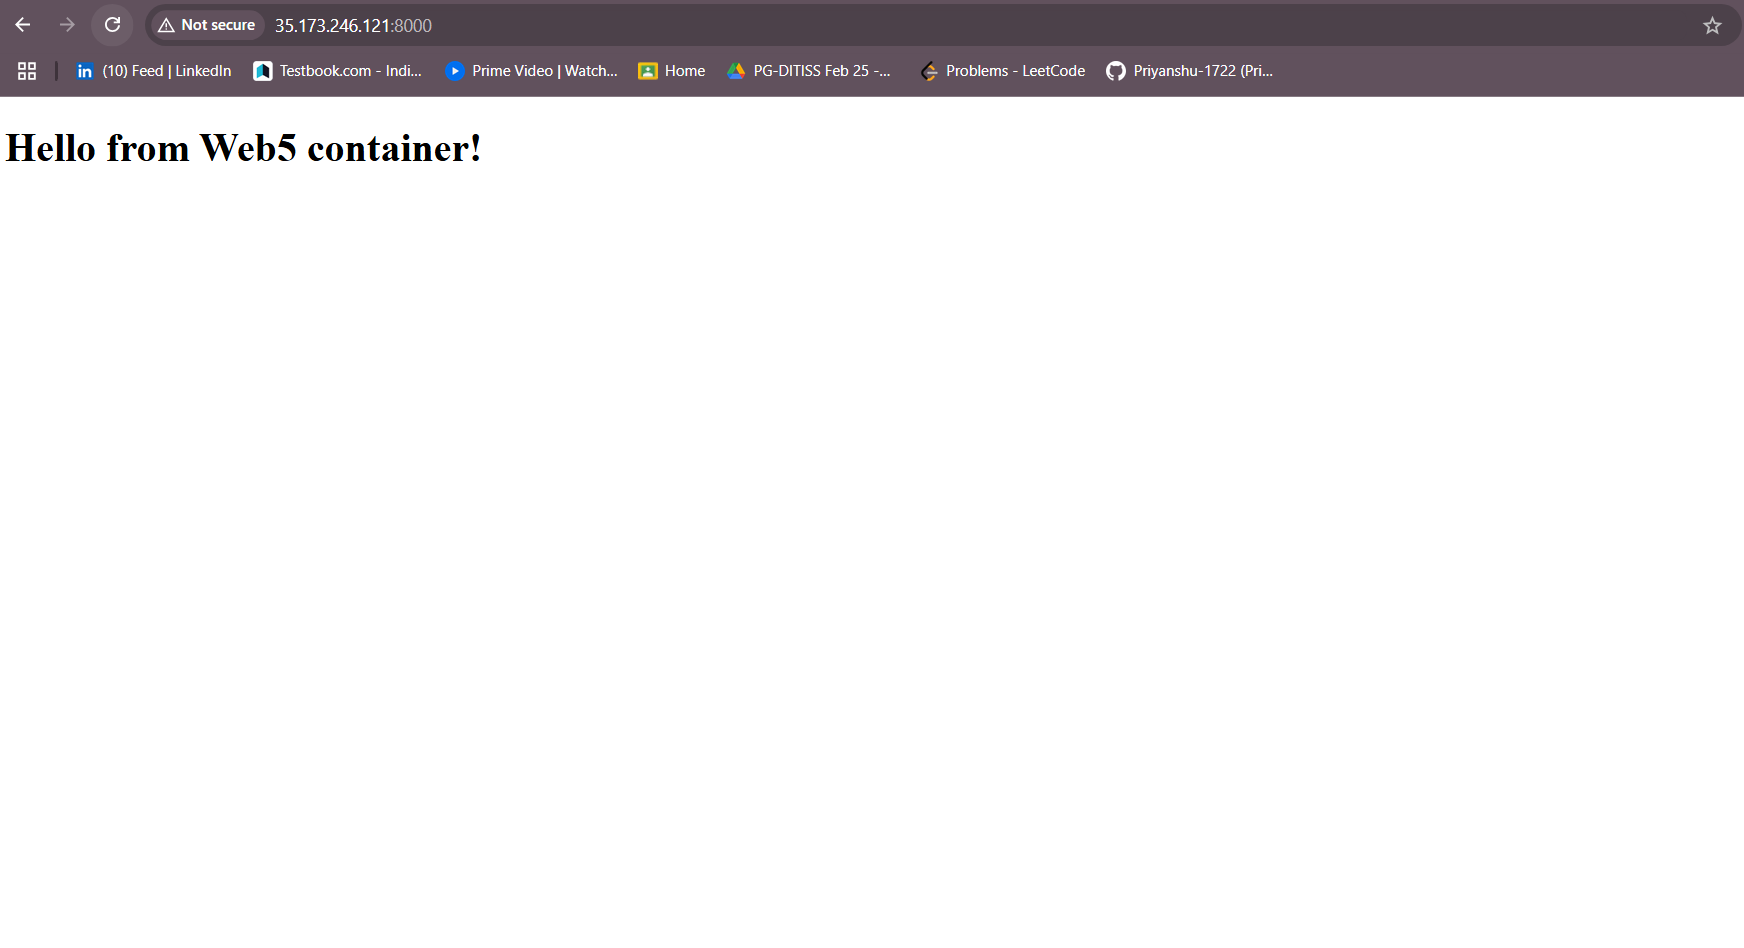 Not secure 35.173.246.121:8000
(10) Feed | LinkedIn Testbook.com - Indi... Prime Video | Watch... Home PG-DITISS Feb 25 -... Problems - LeetCode Priyanshu-1722 (Pri...
Hello from Web5 container!